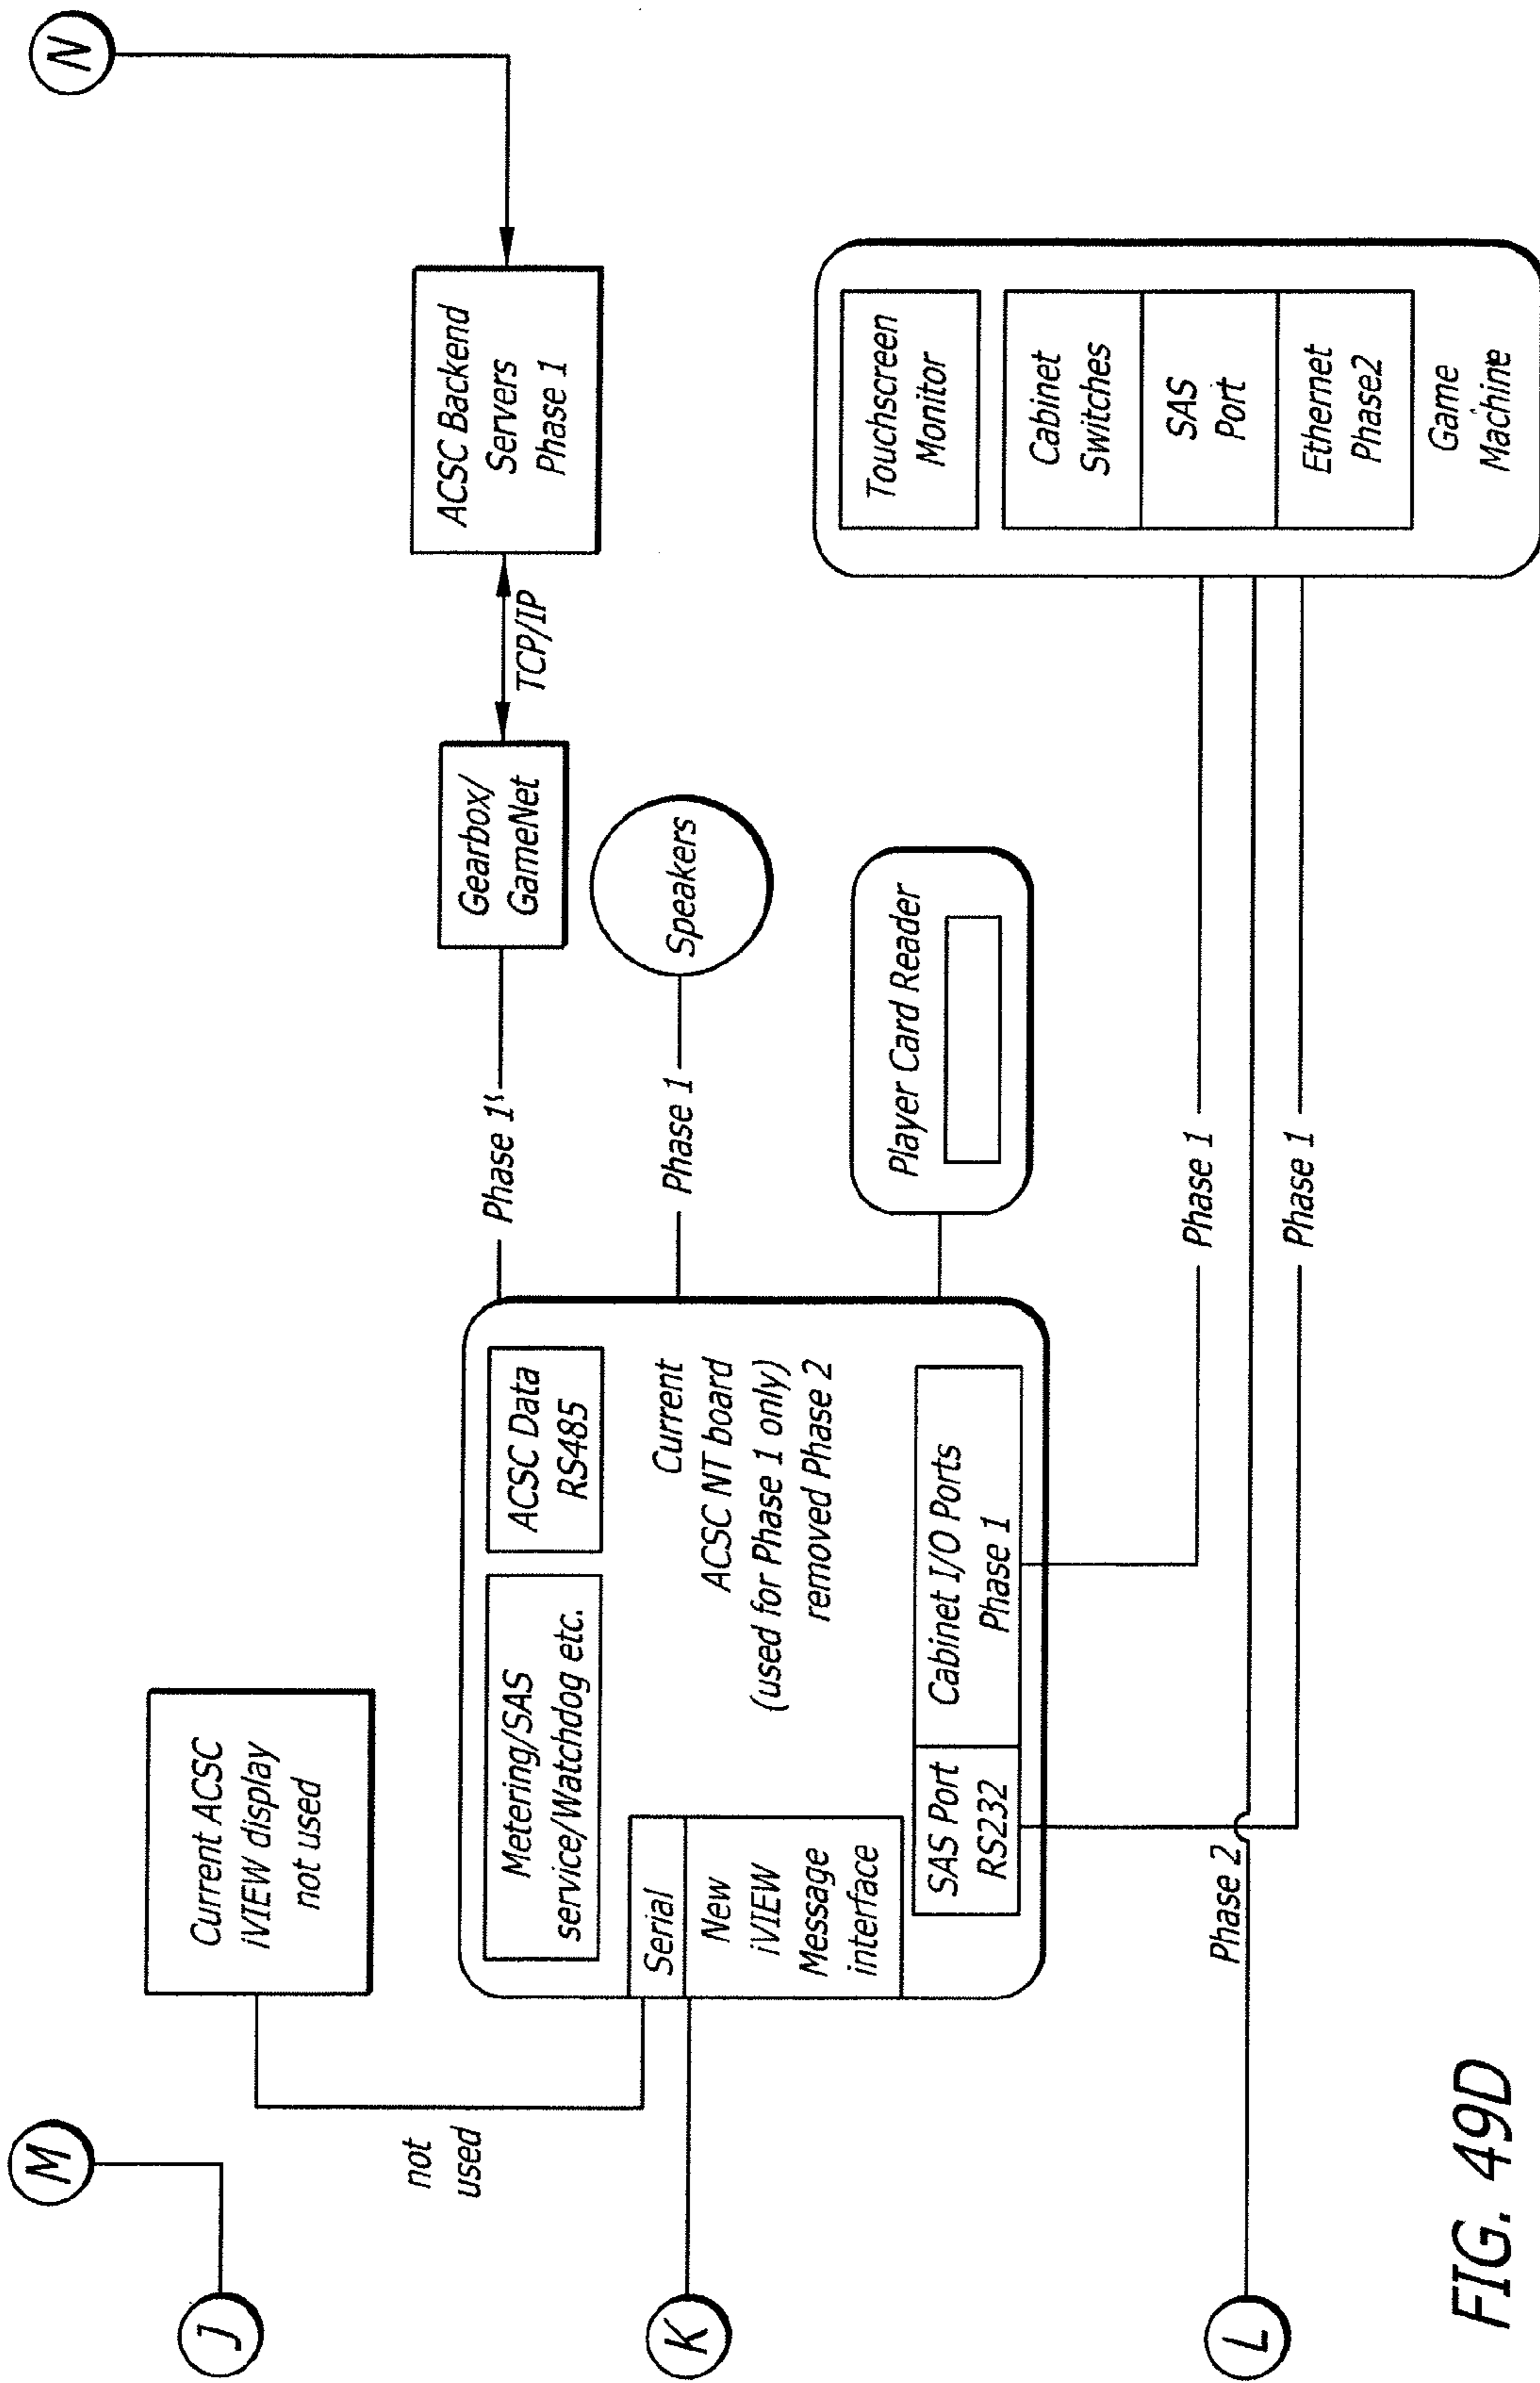 M
N
J
Current ACSC
iVIEW display
not used
not
used
ACSC Backend
Servers
Phase 1
TCP/IP
Gearbox/
GameNet
Phase 1
Metering/SAS
service/Watchdog etc.
ACSC Data
RS485
Speakers
Phase 1
K
Serial
New
iVIEW
Message
interface
Current
ACSC NT board
(used for Phase 1 only)
removed Phase 2
Player Card Reader
SAS Port
RS232
Cabinet I/O Ports
Phase 1
Touchscreen
Monitor
Cabinet
Switches
SAS
Port
Ethernet
Phase2
Game
Machine
Phase 1
L
Phase 2
Phase 1
FIG. 49D